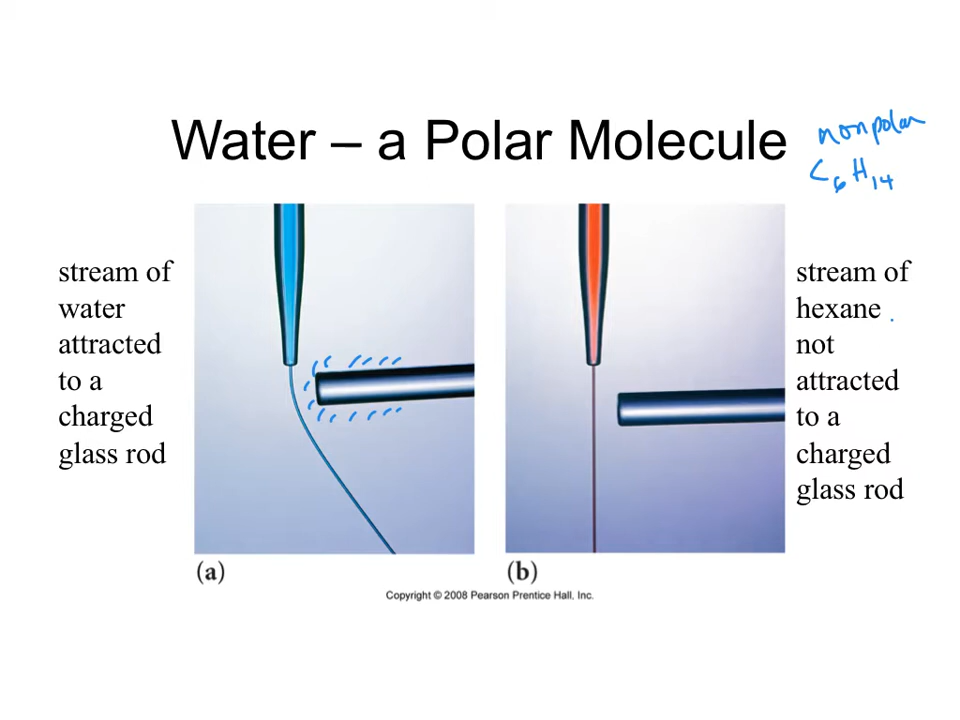 Water – a Polar Molecule
nonpolar
C₆H₁₄
stream of
water
attracted
to a
charged
glass rod
stream of
hexane
not
attracted
to a
charged
glass rod
(a)
(b)
Copyright © 2008 Pearson Prentice Hall, Inc.